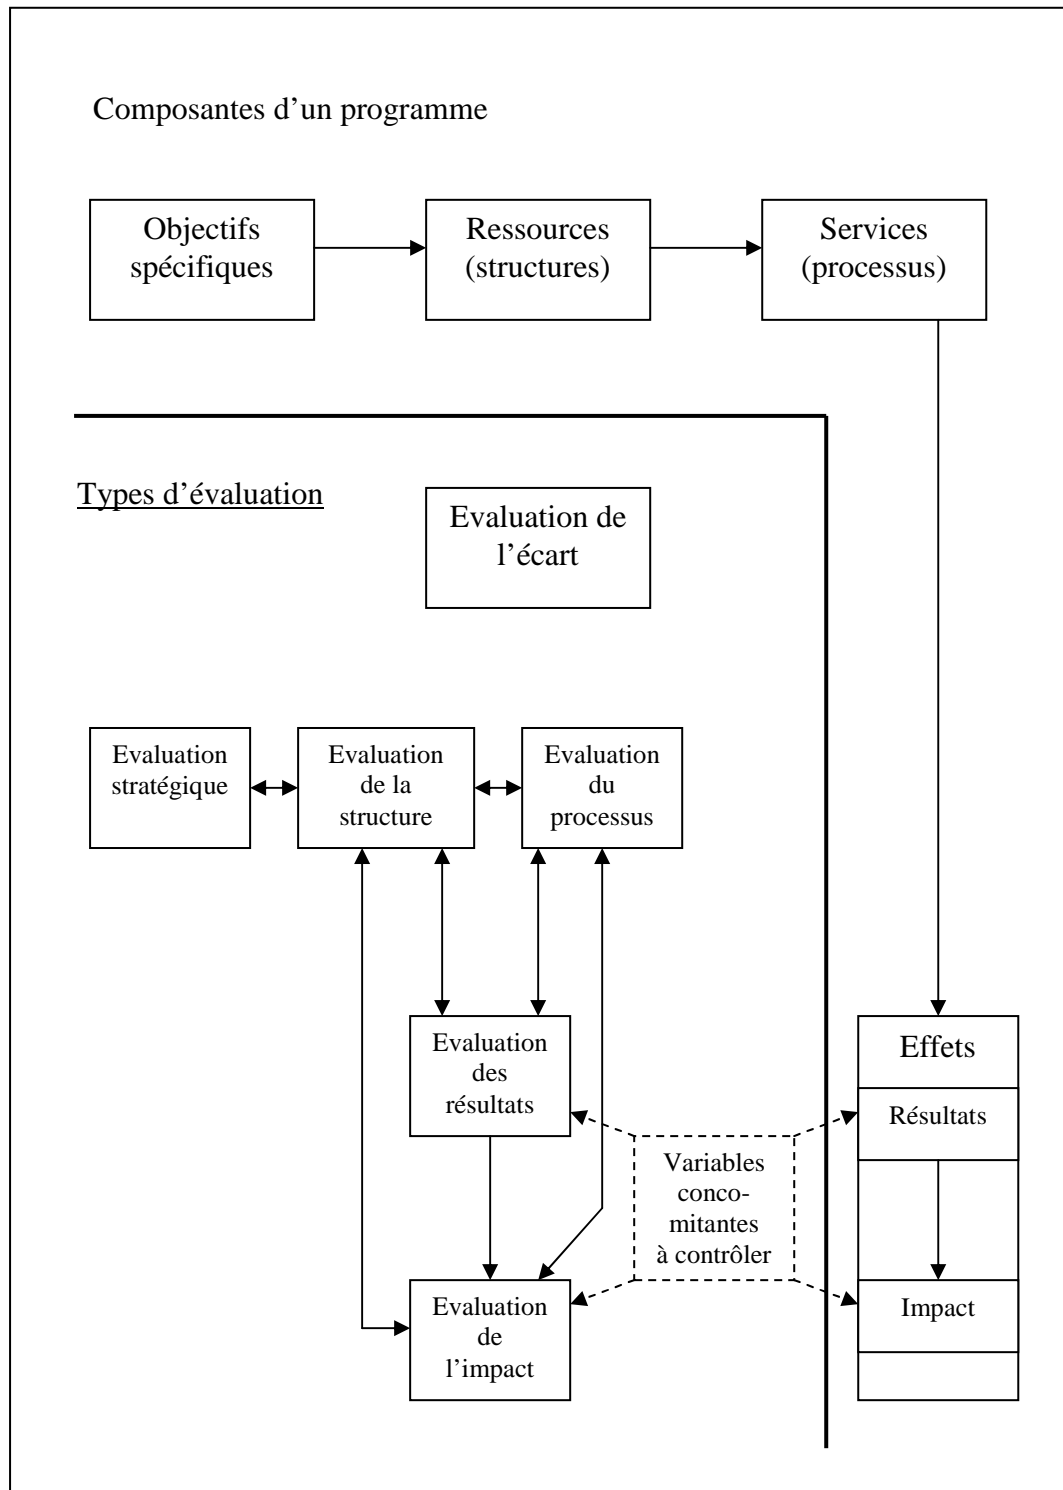 Composantes d’un programme
Objectifs
spécifiques
Ressources
(structures)
Services
(processus)
Types d’évaluation
Evaluation de
l’écart
Evaluation
stratégique
Evaluation
de la
structure
Evaluation
du
processus
Evaluation
des
résultats
Effets
Résultats
Variables
conco-
mitantes
à contrôler
Evaluation
de
l’impact
Impact